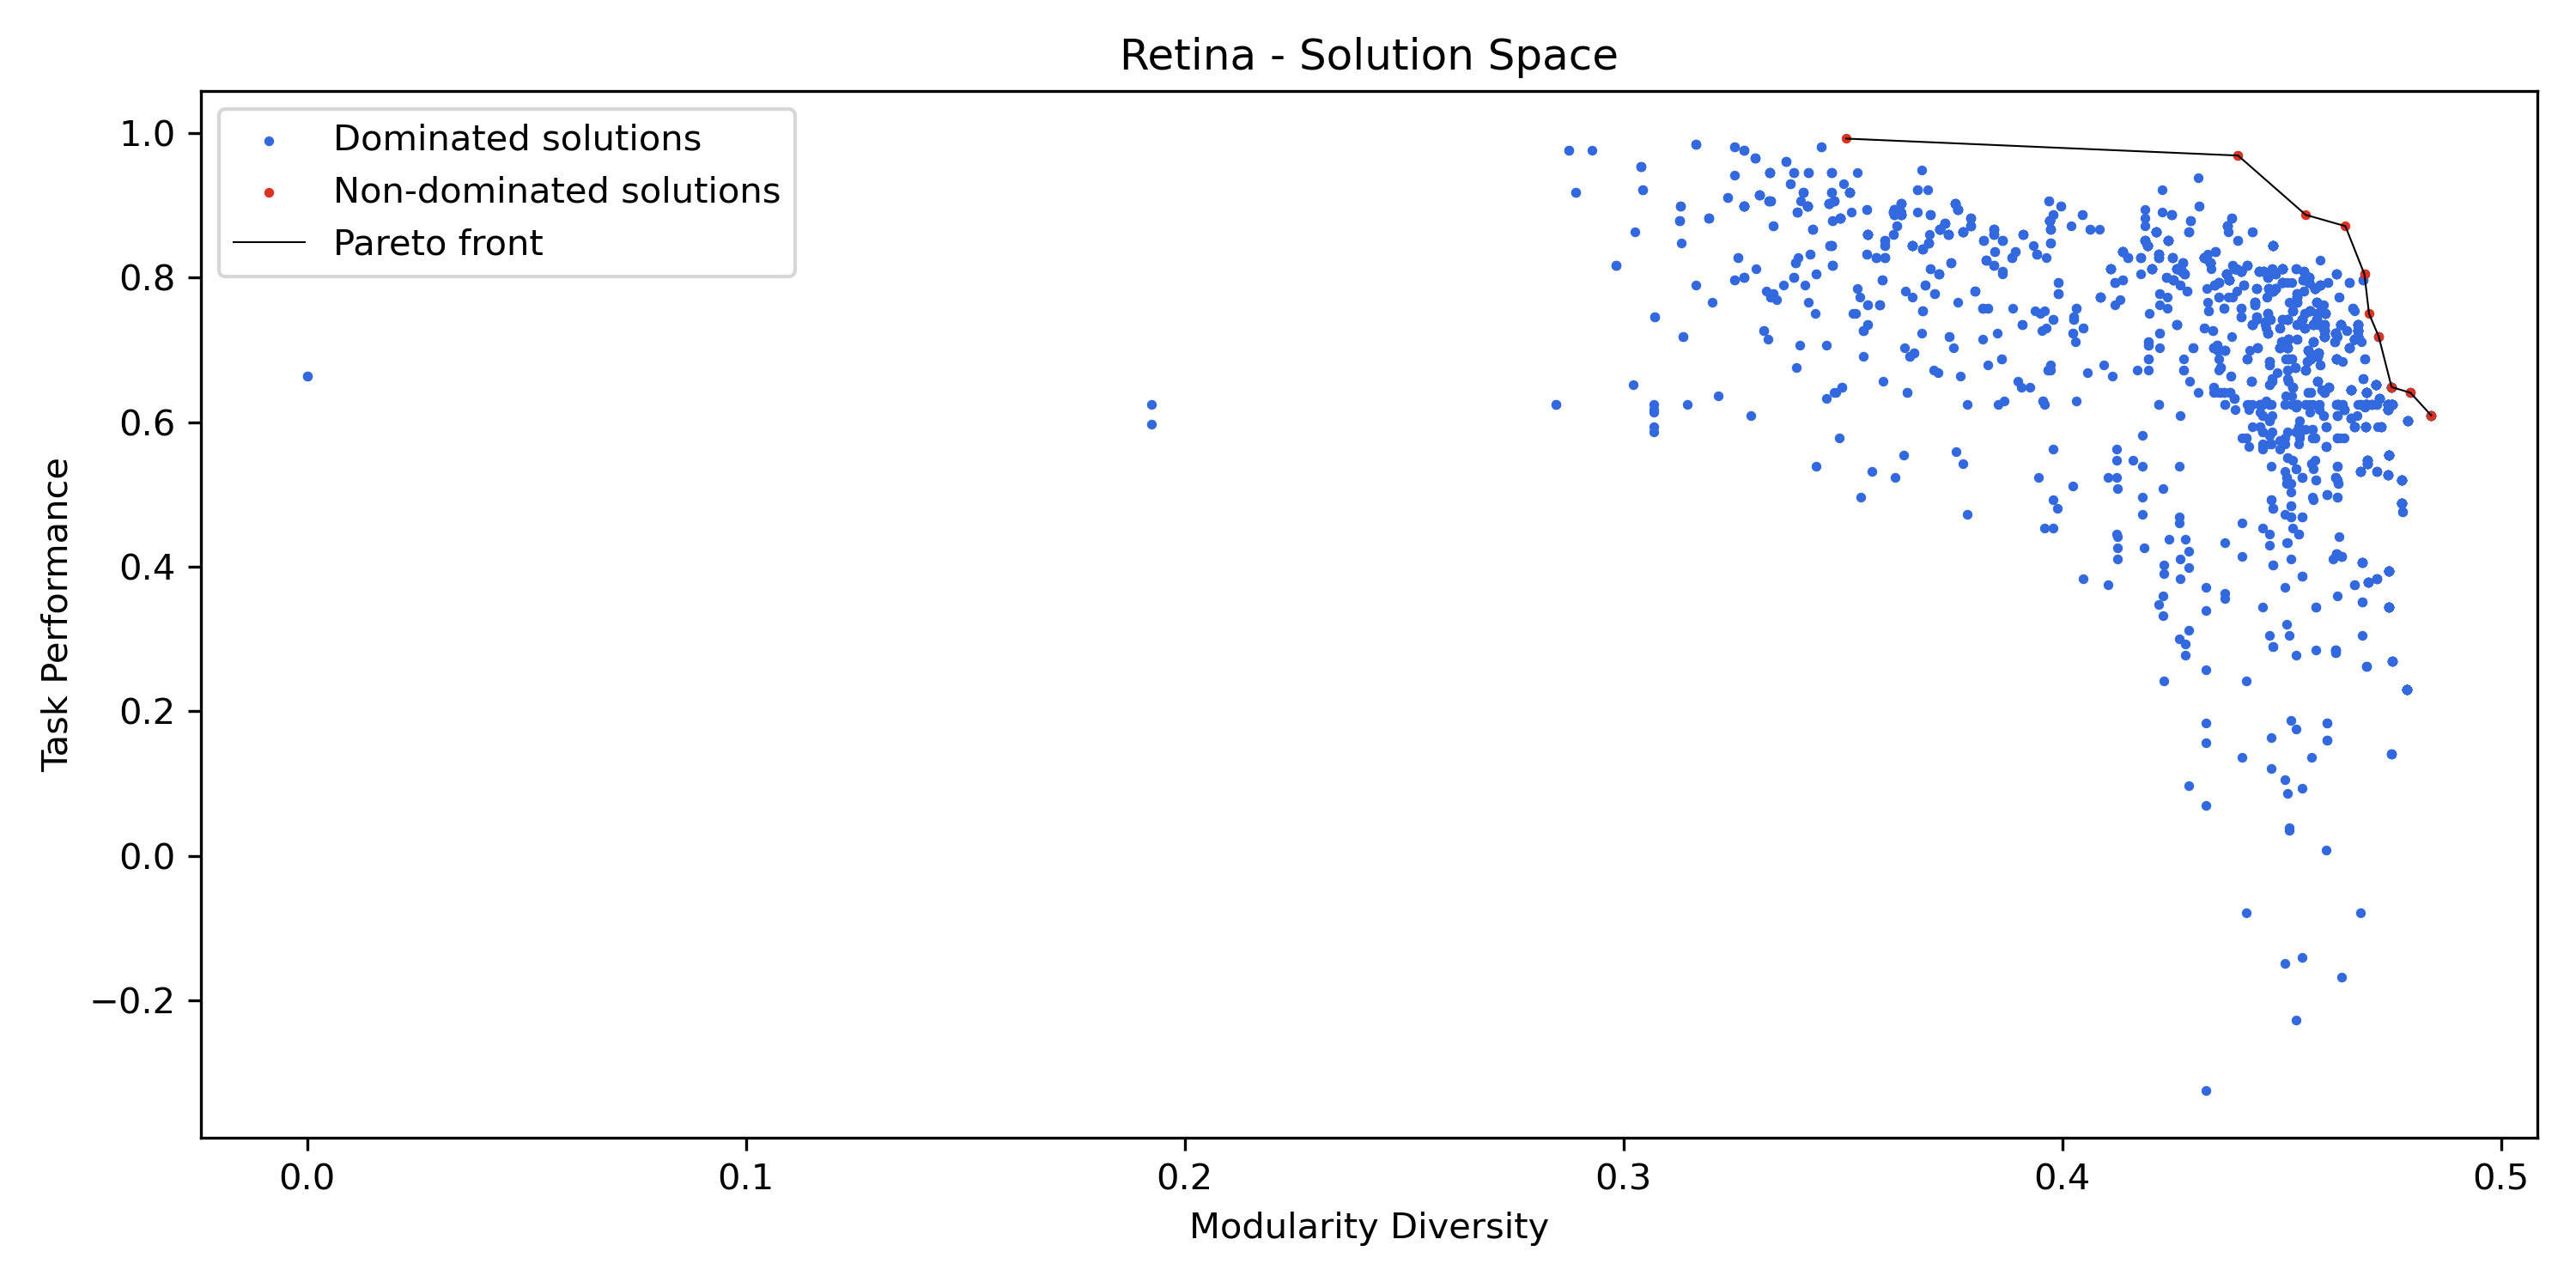 Retina - Solution Space
Dominated solutions
Non-dominated solutions
Pareto front
1.0
0.8
0.6
0.4
0.2
0.0
−0.2
Task Performance
0.0 0.1 0.2 0.3 0.4 0.5
Modularity Diversity